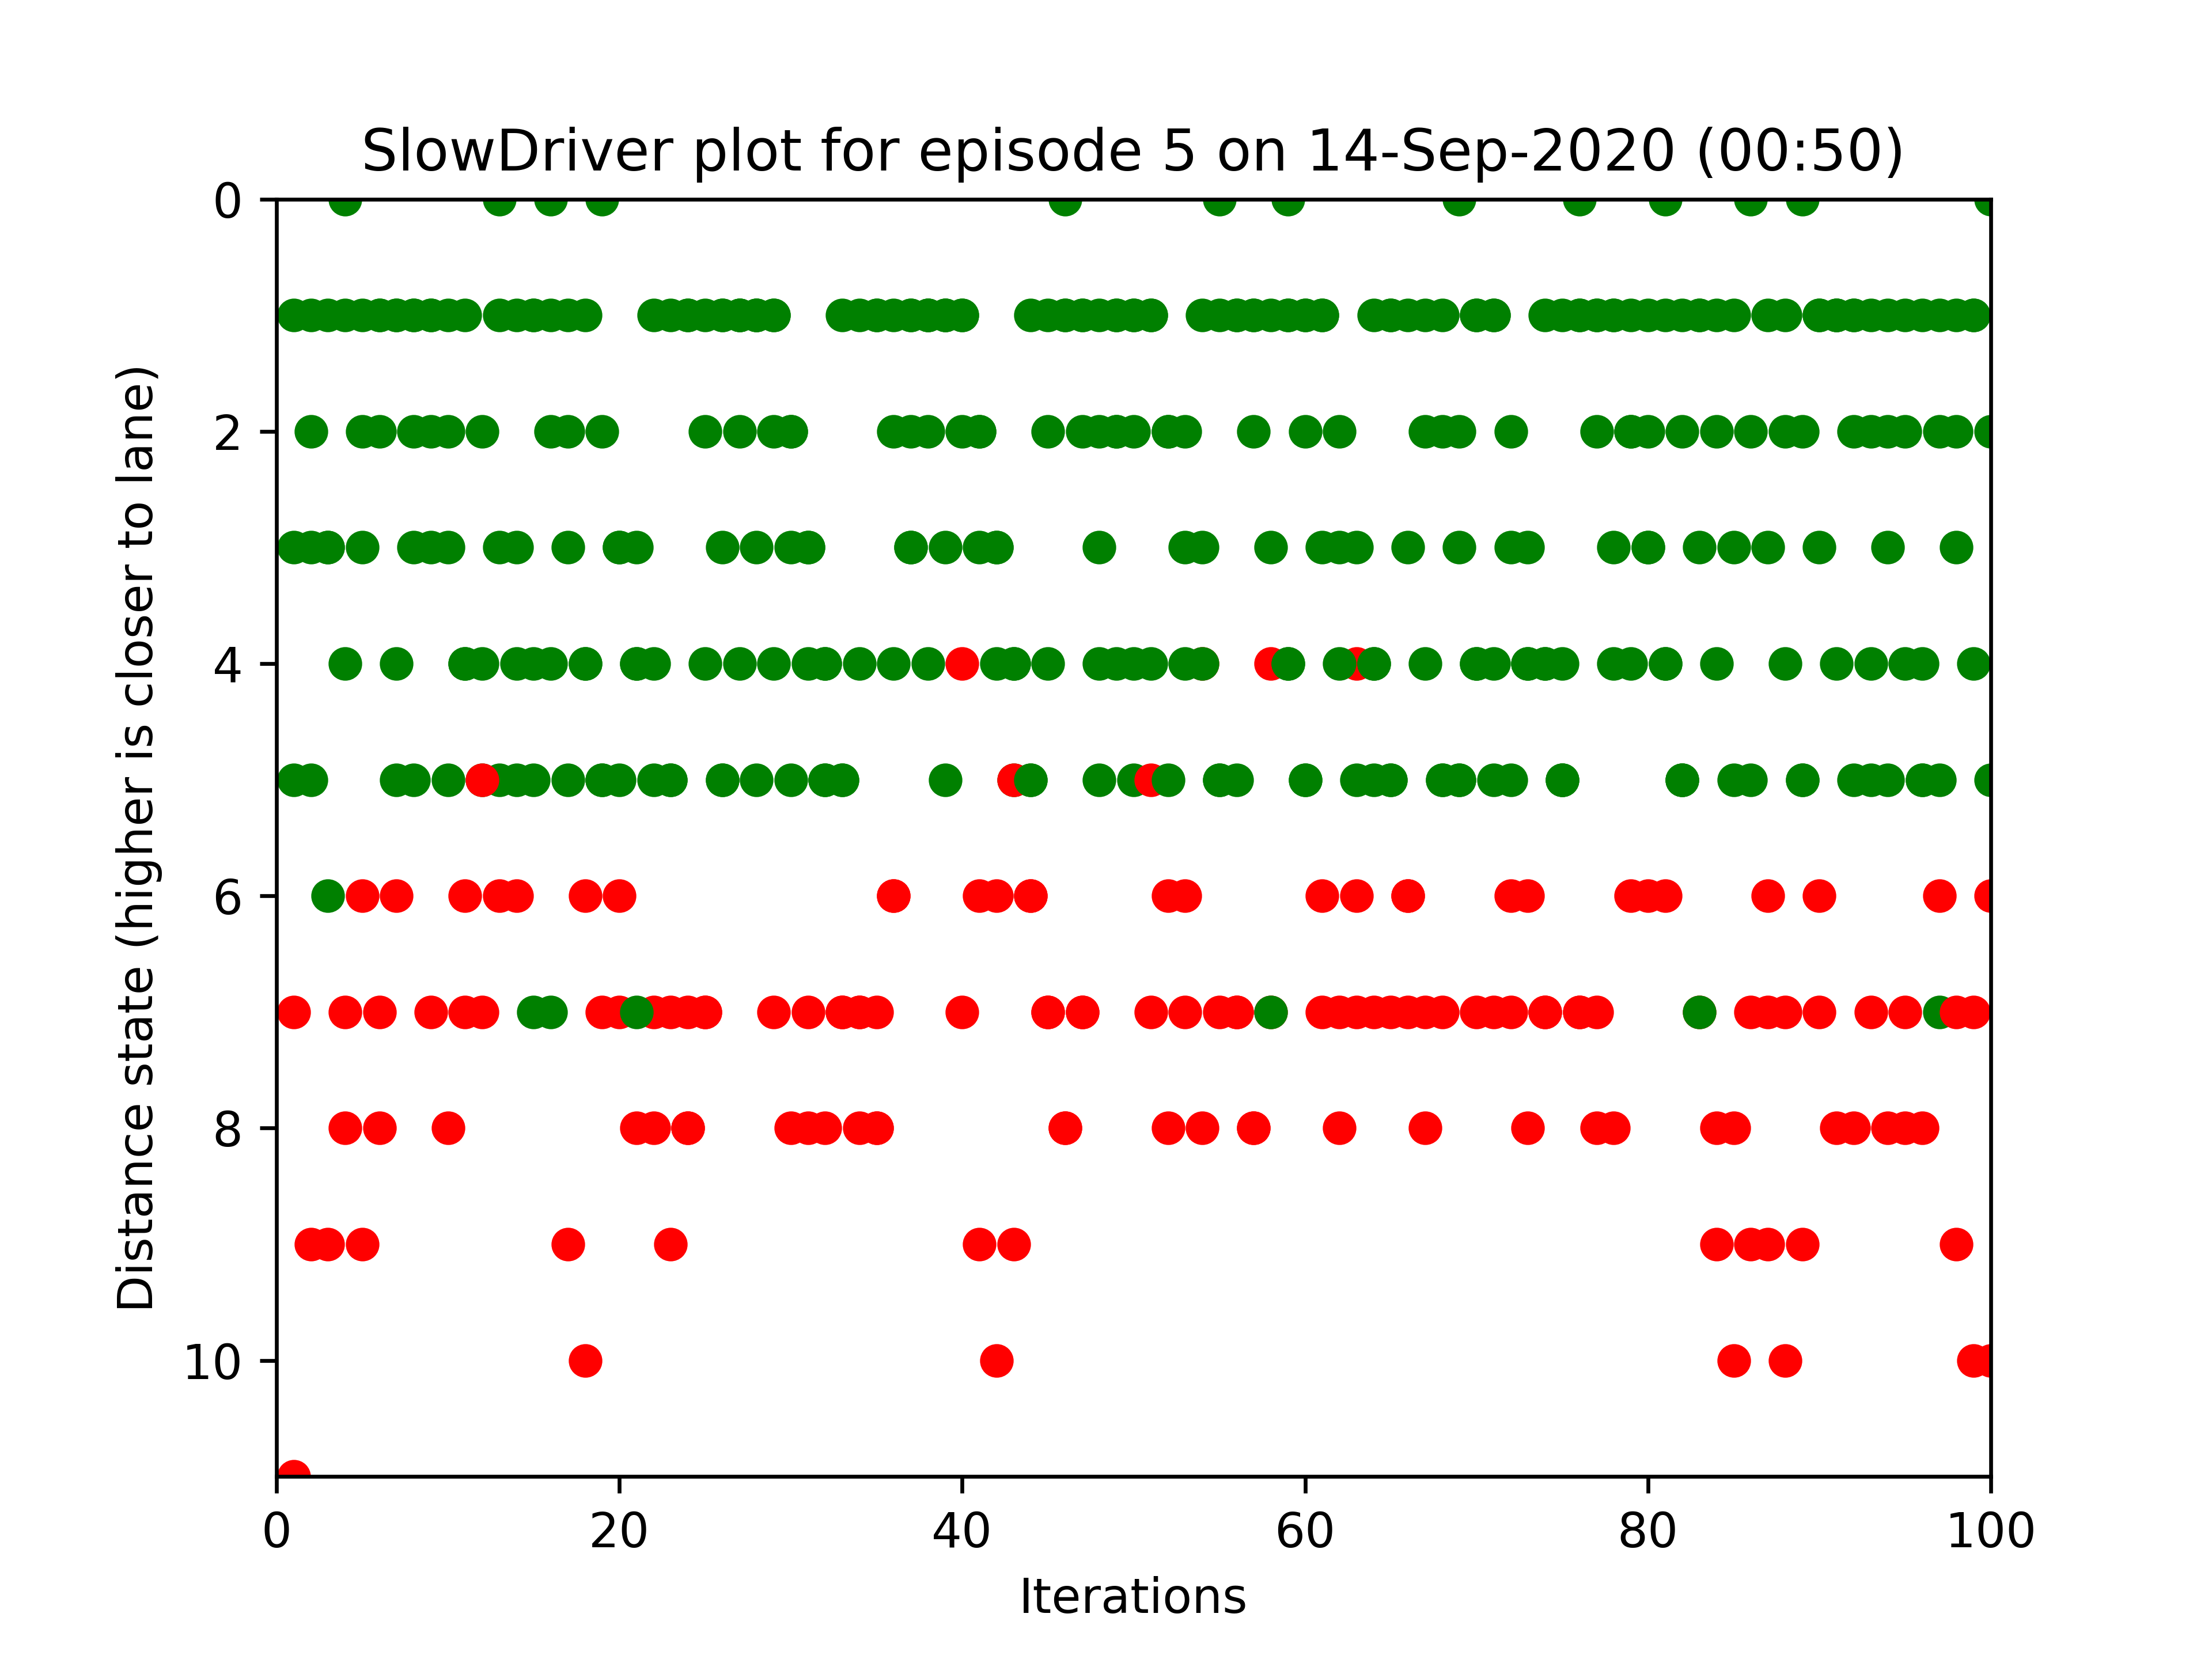 SlowDriver plot for episode 5 on 14-Sep-2020 (00:50)
Distance state (higher is closer to lane)
0
2
4
6
8
10
0 20 40 60 80 100
Iterations